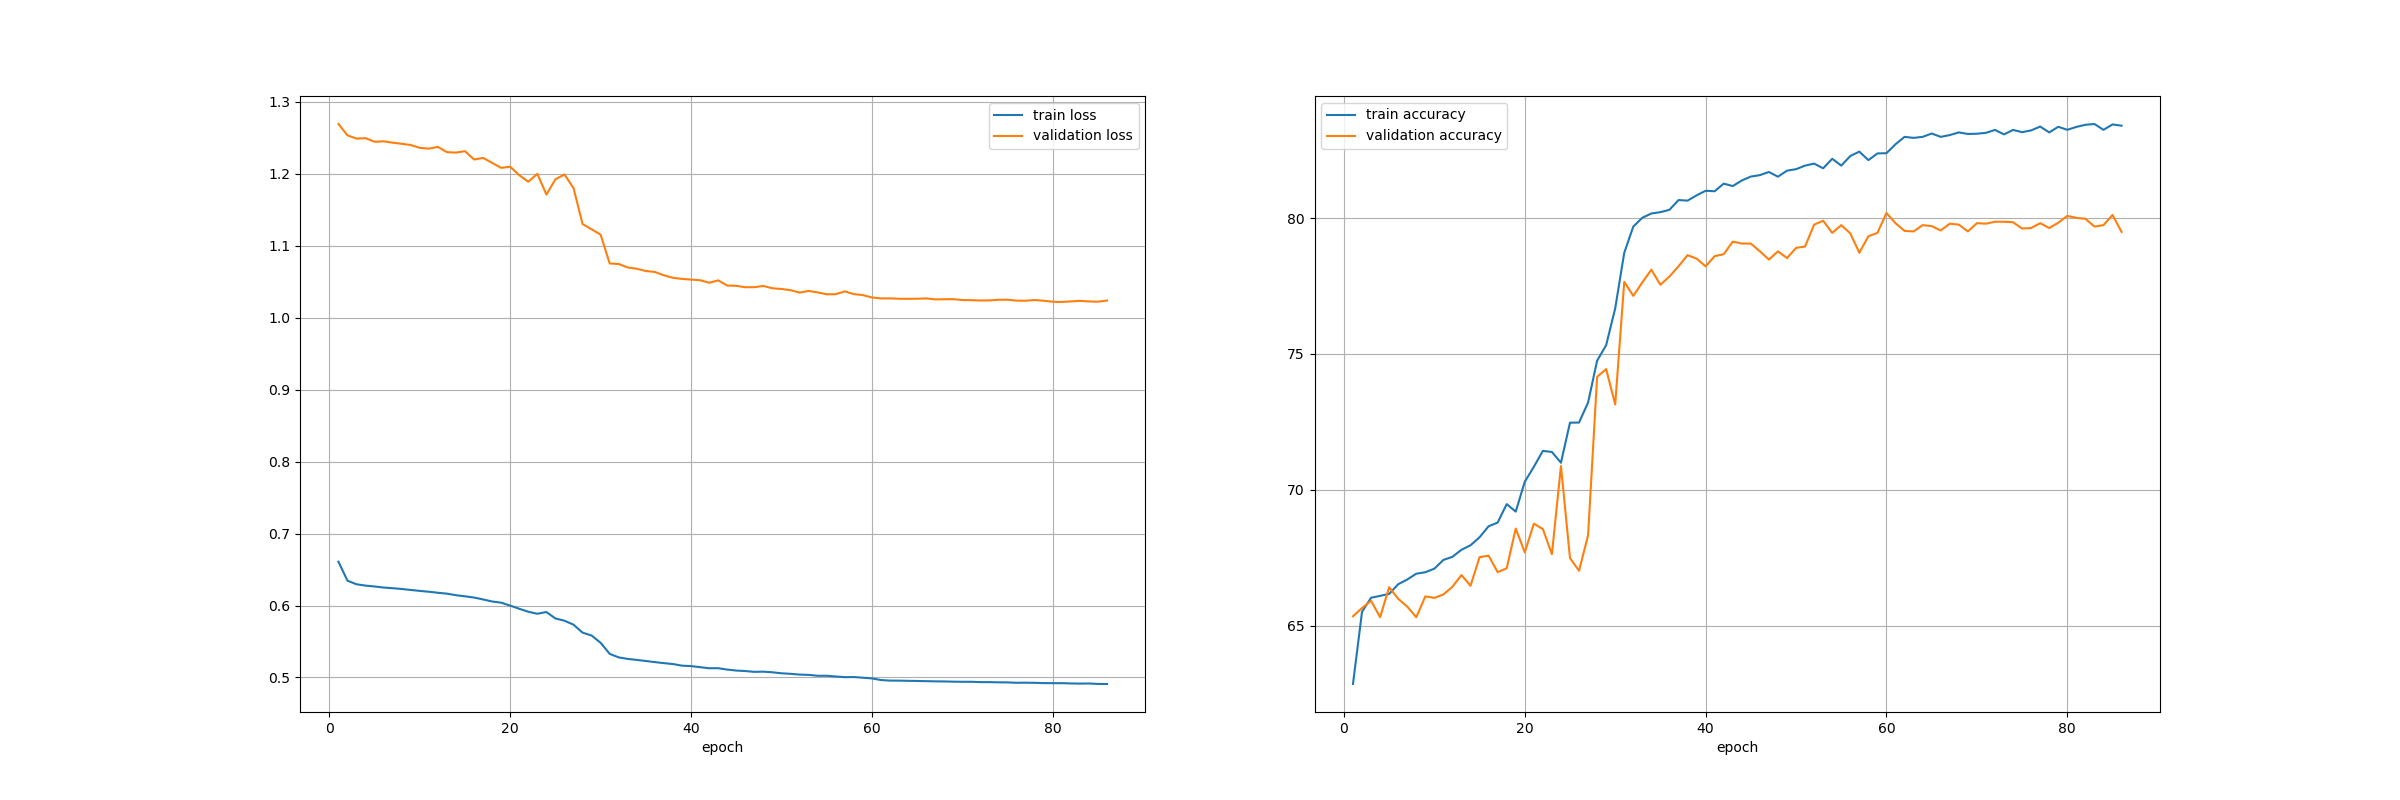 1.3
1.2
1.1
1.0
0.9
0.8
0.7
0.6
0.5
0 20 40 60 80
epoch
train loss
validation loss
80
75
70
65
0 20 40 60 80
epoch
train accuracy
validation accuracy